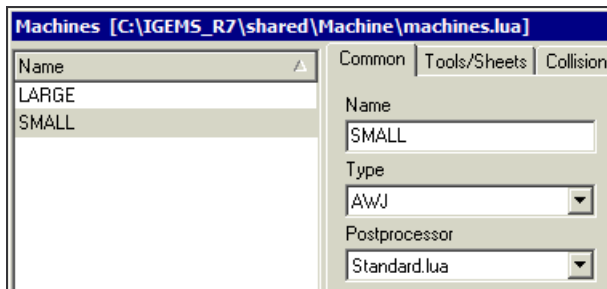 Machines [C:\IGEMS_R7\shared\Machine\machines.lua]
Name
LARGE
SMALL
Common Tools/Sheets Collision
Name
SMALL
Type
AWJ
Postprocessor
Standard.lua